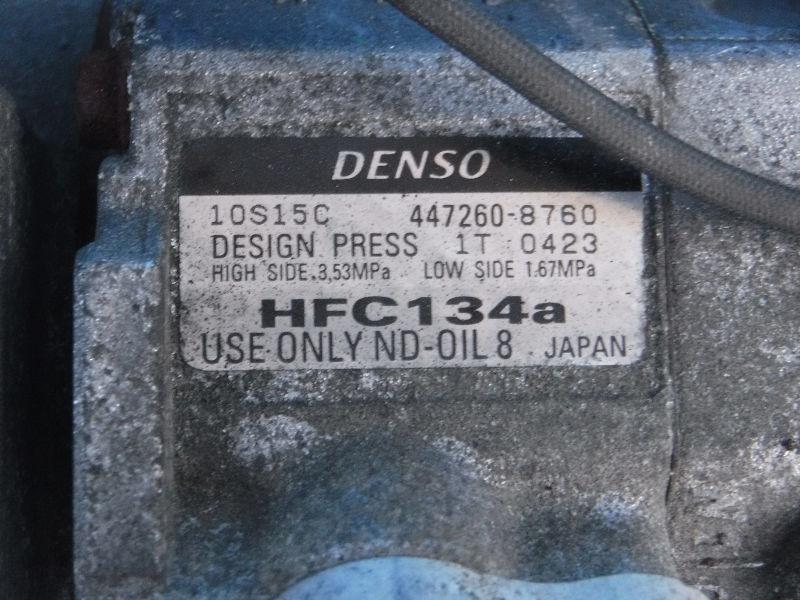 DENSO
10S15C 447260-8760
DESIGN PRESS 1T 0423
HIGH SIDE 3,53MPa LOW SIDE 1.67MPa
HFC134a
USE ONLY ND-OIL 8 JAPAN